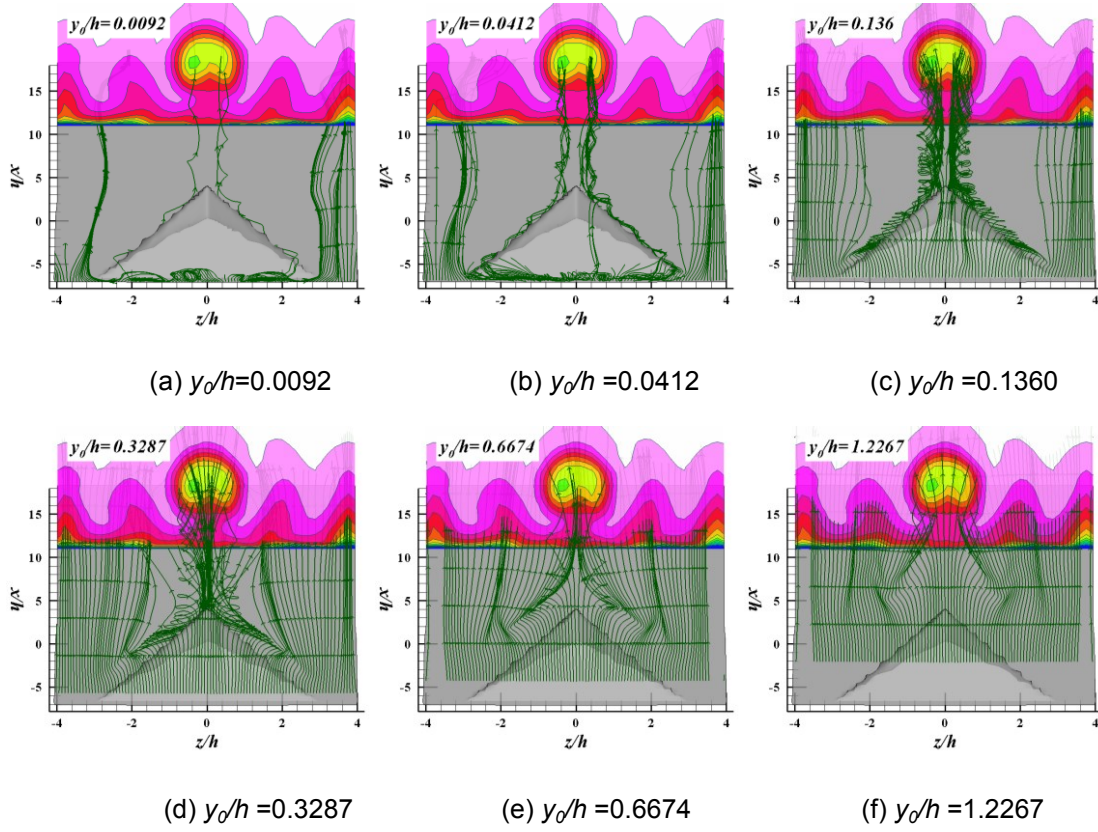 y₀/h= 0.0092
y₀/h= 0.0412
y₀/h= 0.136
x/h
15
10
5
0
-5
-4 -2 0 2 4
z/h
x/h
15
10
5
0
-5
-4 -2 0 2 4
z/h
x/h
15
10
5
0
-5
-4 -2 0 2 4
z/h
(a) y₀/h=0.0092
(b) y₀/h =0.0412
(c) y₀/h =0.1360
y₀/h= 0.3287
y₀/h= 0.6674
y₀/h= 1.2267
x/h
15
10
5
0
-5
-4 -2 0 2 4
z/h
x/h
15
10
5
0
-5
-4 -2 0 2 4
z/h
x/h
15
10
5
0
-5
-4 -2 0 2 4
z/h
(d) y₀/h =0.3287
(e) y₀/h =0.6674
(f) y₀/h =1.2267